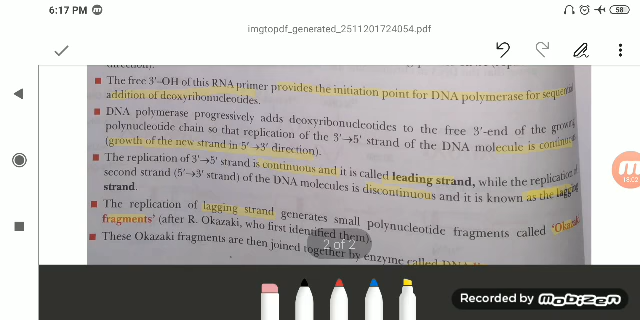 6:17 PM
58
imgtopdf_generated_2511201724054.pdf
direction).
The free 3'-OH of this RNA primer provides the initiation point for DNA polymerase for sequential
addition of deoxyribonucleotides.
DNA polymerase progressively adds deoxyribonucleotides to the free 3'-end of the growing
polynucleotide chain so that replication of the 3'→5' strand of the DNA molecule is continuous
(growth of the new strand in 5'→3' direction).
The replication of 3'→5' strand is continuous and it is called leading strand, while the replication of
second strand (5'→3' strand) of the DNA molecules is discontinuous and it is known as the lagging
strand.
The replication of lagging strand generates small polynucleotide fragments called 'Okazaki
fragments' (after R. Okazaki, who first identified them).
2 of 2
These Okazaki fragments are then joined together by enzyme called
18:02
Recorded by mobizen